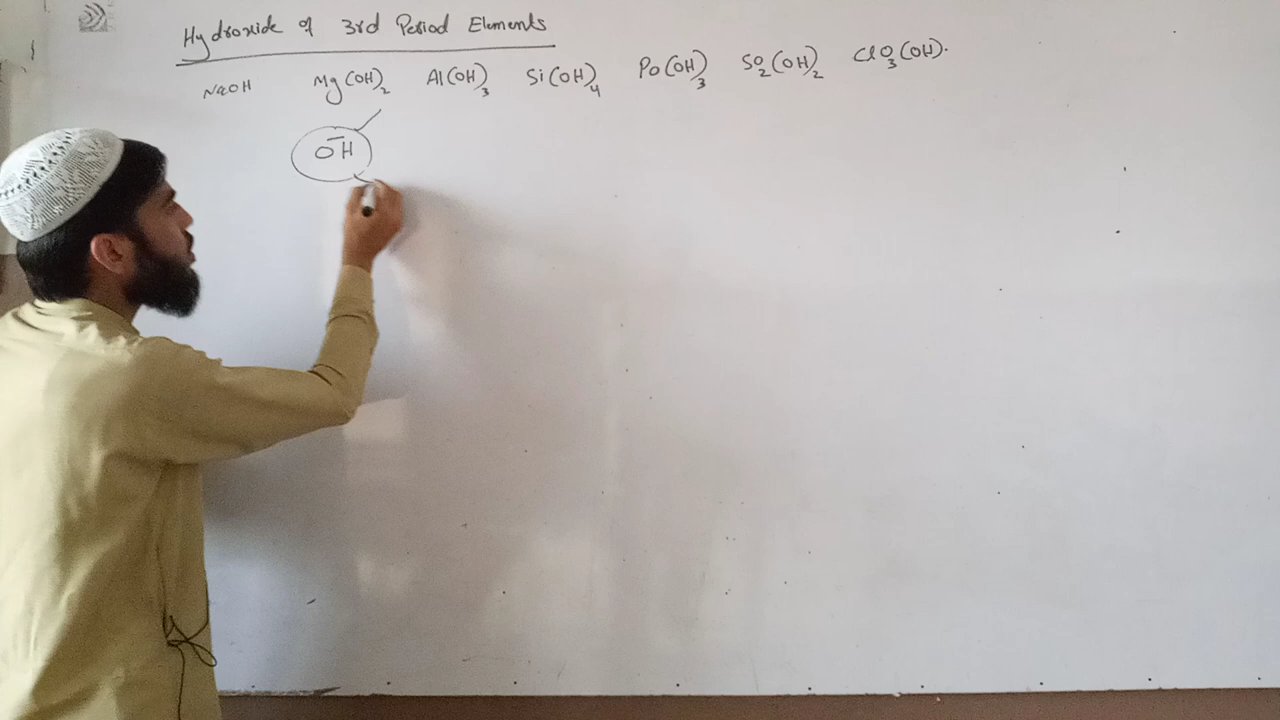 Hydroxide of 3rd Period Elements
NaOH Mg(OH)₂ Al(OH)₃ Si(OH)₄ Po(OH)₃ SO₂(OH)₂ ClO₃(OH).
ŌH